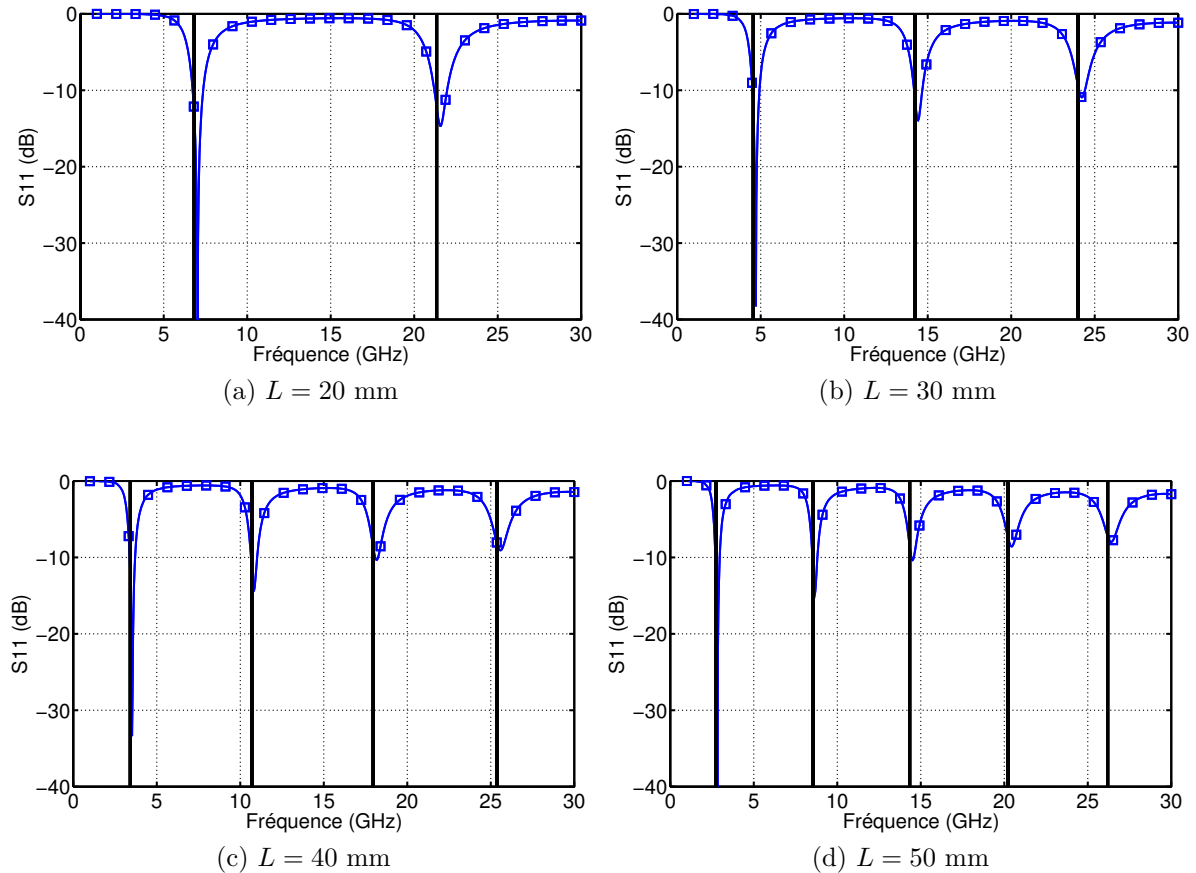 0
−10
−20
−30
−40
S11 (dB)
0 5 10 15 20 25 30
Fréquence (GHz)
(a) L = 20 mm
0
−10
−20
−30
−40
S11 (dB)
0 5 10 15 20 25 30
Fréquence (GHz)
(b) L = 30 mm
0
−10
−20
−30
−40
S11 (dB)
0 5 10 15 20 25 30
Fréquence (GHz)
(c) L = 40 mm
0
−10
−20
−30
−40
S11 (dB)
0 5 10 15 20 25 30
Fréquence (GHz)
(d) L = 50 mm